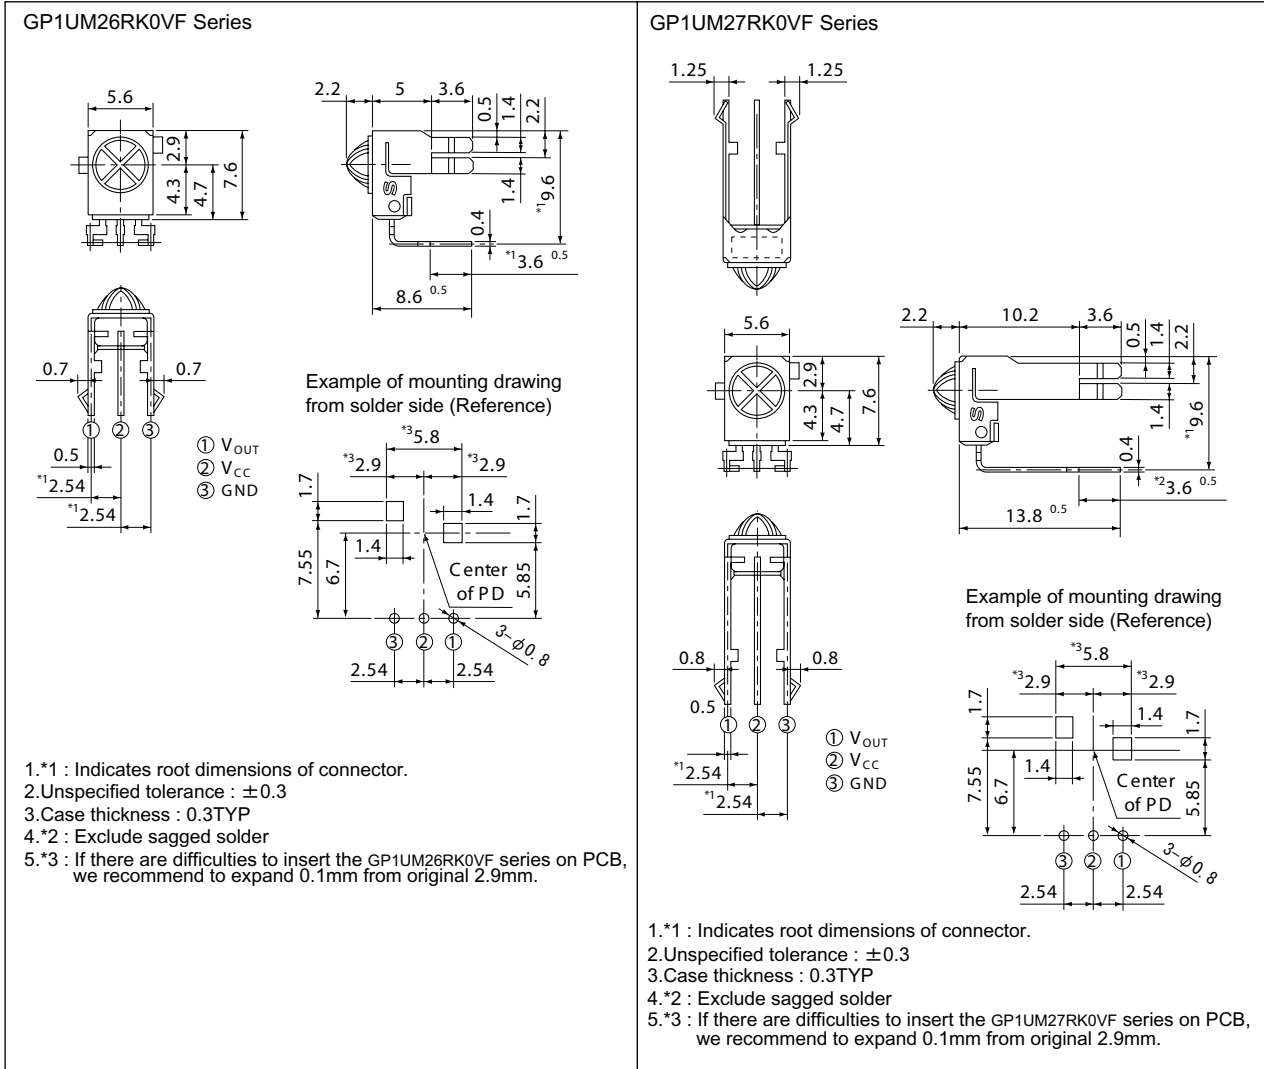 GP1UM26RK0VF Series
5.6
2.9
4.3
4.7
7.6
2.2
5
3.6
0.5
1.4
2.2
1.4
*19.6
0.4
*13.6 0.5
8.6 0.5
0.7
0.7
① ② ③
0.5
*12.54
*12.54
① VOUT
② VCC
③ GND
Example of mounting drawing
from solder side (Reference)
*35.8
*32.9
*32.9
1.7
1.4
1.7
7.55
6.7
1.4
Center
of PD
5.85
③ ② ①
3-φ0.8
2.54
2.54
1.*1 : Indicates root dimensions of connector.
2.Unspecified tolerance : ±0.3
3.Case thickness : 0.3TYP
4.*2 : Exclude sagged solder
5.*3 : If there are difficulties to insert the GP1UM26RK0VF series on PCB,
we recommend to expand 0.1mm from original 2.9mm.
GP1UM27RK0VF Series
1.25
1.25
5.6
2.9
4.3
4.7
7.6
2.2
10.2
3.6
0.5
1.4
2.2
1.4
*19.6
0.4
*23.6 0.5
13.8 0.5
0.8
0.8
0.5
① ② ③
*12.54
*12.54
① VOUT
② VCC
③ GND
Example of mounting drawing
from solder side (Reference)
*35.8
*32.9
*32.9
1.7
1.4
1.7
7.55
6.7
1.4
Center
of PD
5.85
③ ② ①
3-φ0.8
2.54
2.54
1.*1 : Indicates root dimensions of connector.
2.Unspecified tolerance : ±0.3
3.Case thickness : 0.3TYP
4.*2 : Exclude sagged solder
5.*3 : If there are difficulties to insert the GP1UM27RK0VF series on PCB,
we recommend to expand 0.1mm from original 2.9mm.